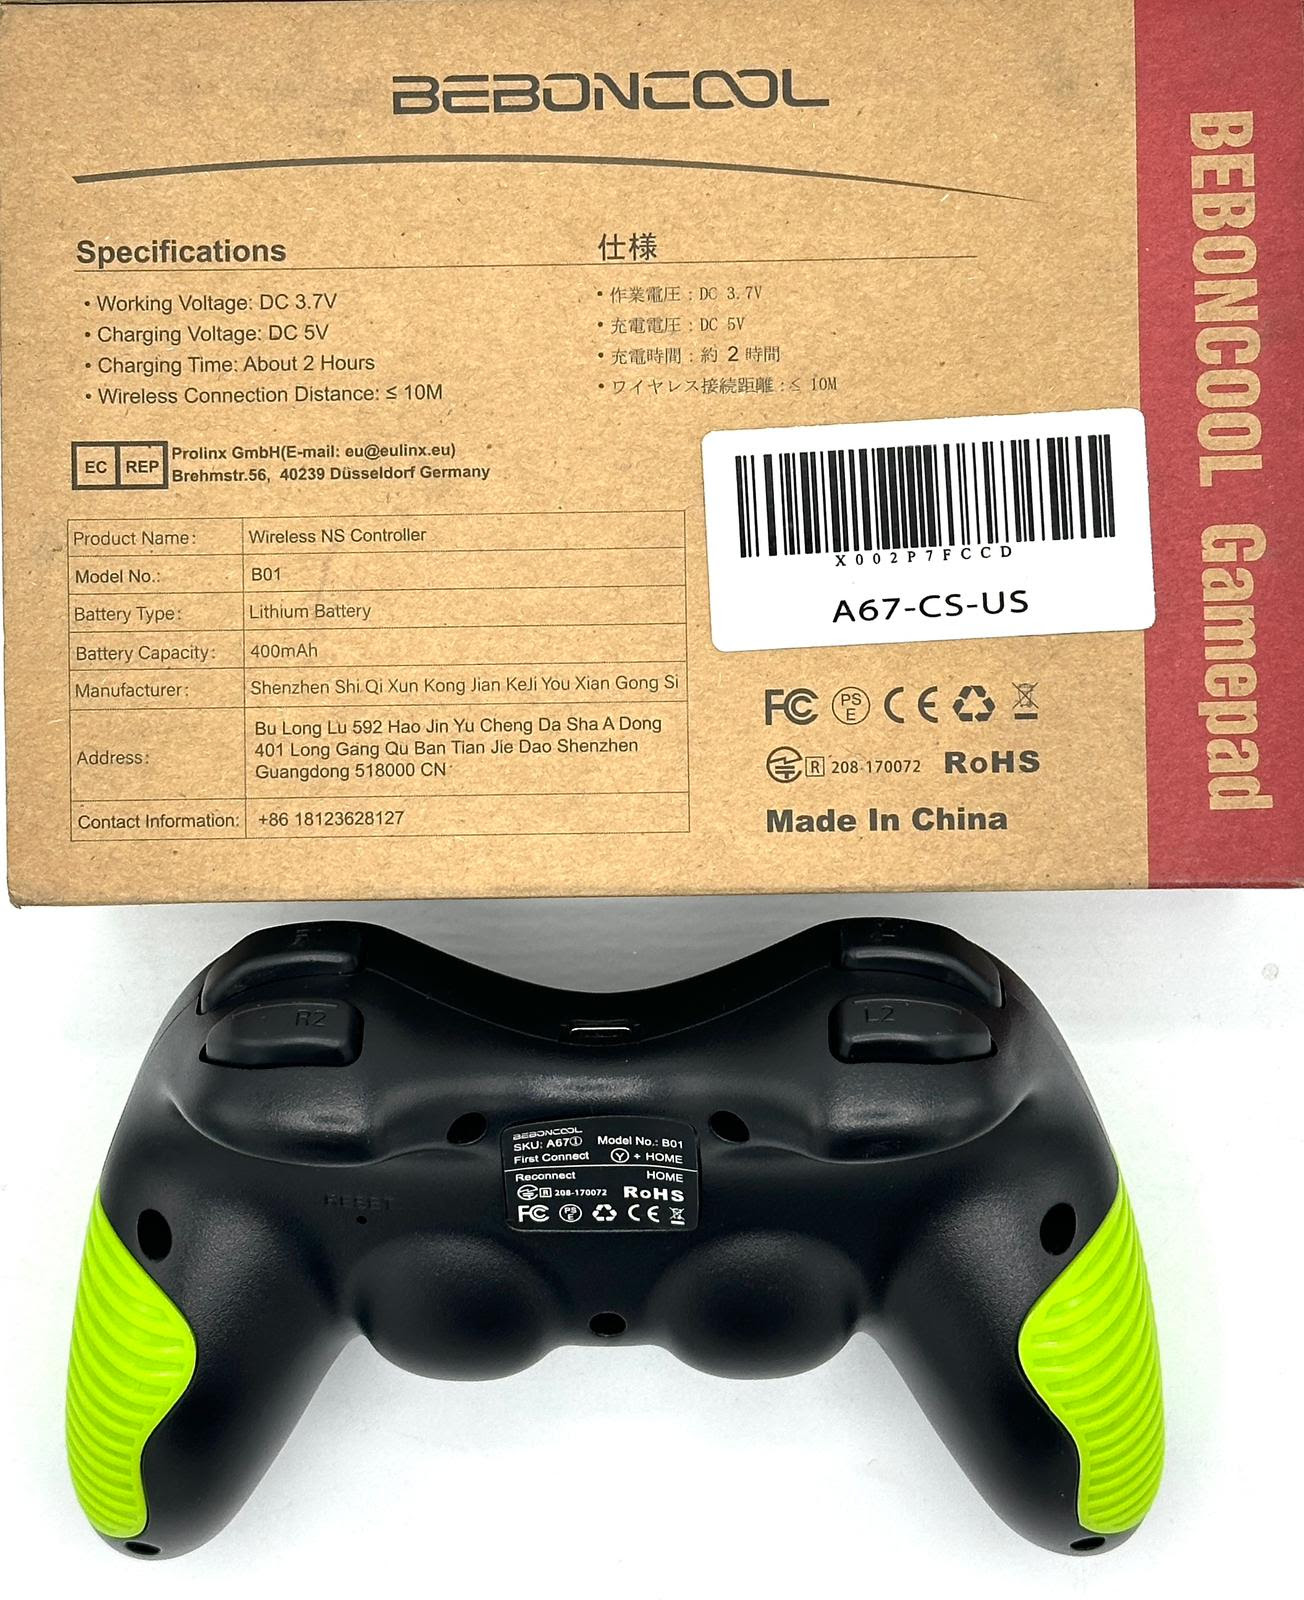 BEBONCOOL
Specifications
• Working Voltage: DC 3.7V
• Charging Voltage: DC 5V
• Charging Time: About 2 Hours
• Wireless Connection Distance: ≤ 10M
仕様
• 作業電圧 : DC 3.7V
• 充電電圧 : DC 5V
• 充電時間 : 約 2 時間
• ワイヤレス接続距離 : ≤ 10M
EC REP
Prolinx GmbH(E-mail: eu@eulinx.eu)
Brehmstr.56, 40239 Düsseldorf Germany
Product Name: Wireless NS Controller
Model No.: B01
Battery Type: Lithium Battery
Battery Capacity: 400mAh
Manufacturer: Shenzhen Shi Qi Xun Kong Jian KeJi You Xian Gong Si
Address: Bu Long Lu 592 Hao Jin Yu Cheng Da Sha A Dong
401 Long Gang Qu Ban Tian Jie Dao Shenzhen
Guangdong 518000 CN
Contact Information: +86 18123628127
X002P7FCCD
A67-CS-US
FC PSE CE
R 208-170072 RoHS
Made In China
BEBONCOOL Gamepad
R2
L2
BEBONCOOL
SKU: A67① Model No.: B01
First Connect Ⓨ + HOME
Reconnect HOME
R 208-170072 RoHS
FC PSE CE
RESET